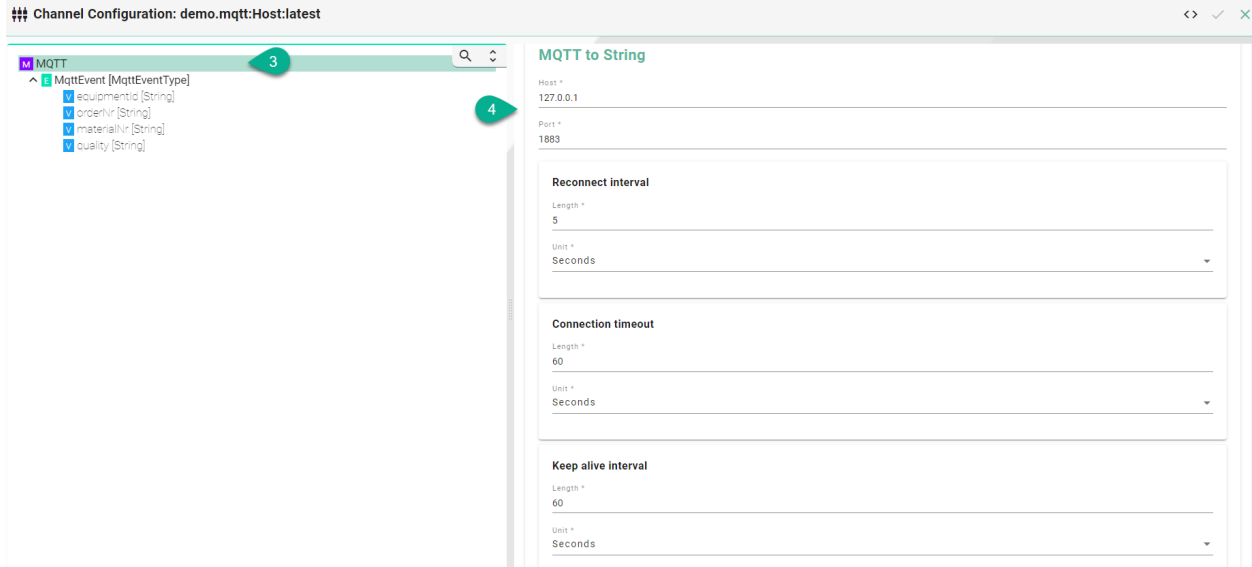 Channel Configuration: demo.mqtt:Host:latest
M MQTT
3
E MqttEvent [MqttEventType]
V equipmentId [String]
V orderNr [String]
V materialNr [String]
V quality [String]
MQTT to String
4
Host *
127.0.0.1
Port *
1883
Reconnect interval
Length *
5
Unit *
Seconds
Connection timeout
Length *
60
Unit *
Seconds
Keep alive interval
Length *
60
Unit *
Seconds